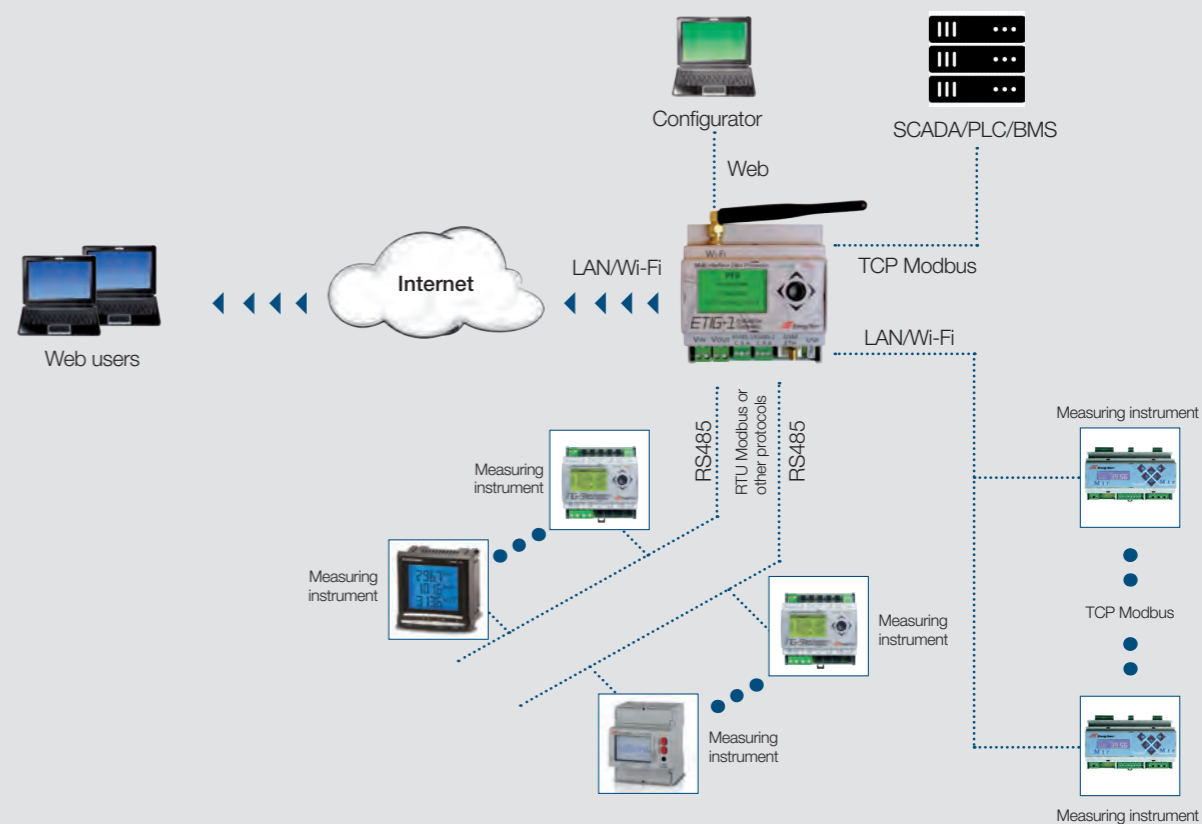 Configurator
SCADA/PLC/BMS
Web
Wi-Fi
LAN/Wi-Fi
TCP Modbus
Internet
ETIG-1
LAN/Wi-Fi
Web users
RS485
RTU Modbus or
other protocols
RS485
Measuring instrument
Measuring
instrument
Measuring
instrument
TCP Modbus
Measuring
instrument
Measuring
instrument
Measuring instrument